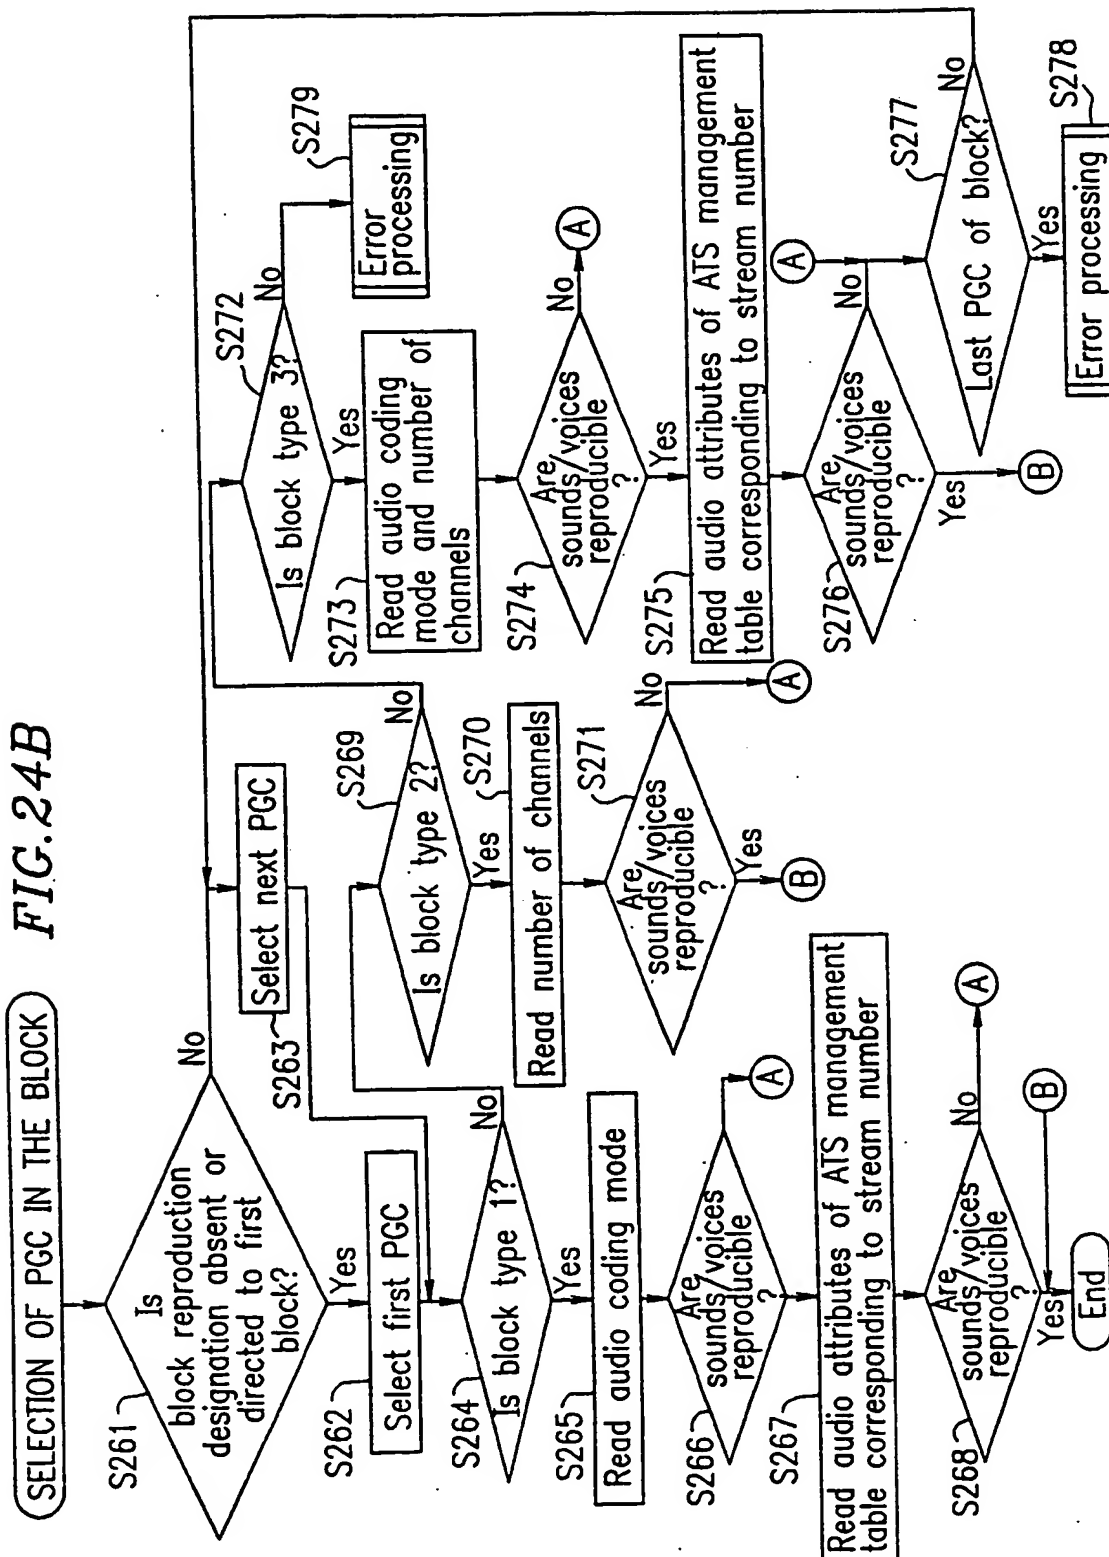 FIG.24B
SELECTION OF PGC IN THE BLOCK
S261
Is
block reproduction
designation absent or
directed to first
block?
No
Yes
S262
Select first PGC
S263
Select next PGC
S264
Is block type 1?
No
Yes
S265
Read audio coding mode
S266
Are
sounds/voices
reproducible
?
A
S267
Read audio attributes of ATS management
table corresponding to stream number
S268
Are
sounds/voices
reproducible
?
No
A
Yes
B
End
S269
Is block type 2?
No
Yes
S270
Read number of channels
S271
Are
sounds/voices
reproducible
?
No
A
Yes
B
S272
Is block type 3?
No
S279
Error
processing
Yes
S273
Read audio coding
mode and number of
channels
S274
Are
sounds/voices
reproducible
?
No
A
Yes
S275
Read audio attributes of ATS management
table corresponding to stream number
S276
Are
sounds/voices
reproducible
?
No
A
Yes
B
S277
Last PGC of block?
No
Yes
S278
Error processing